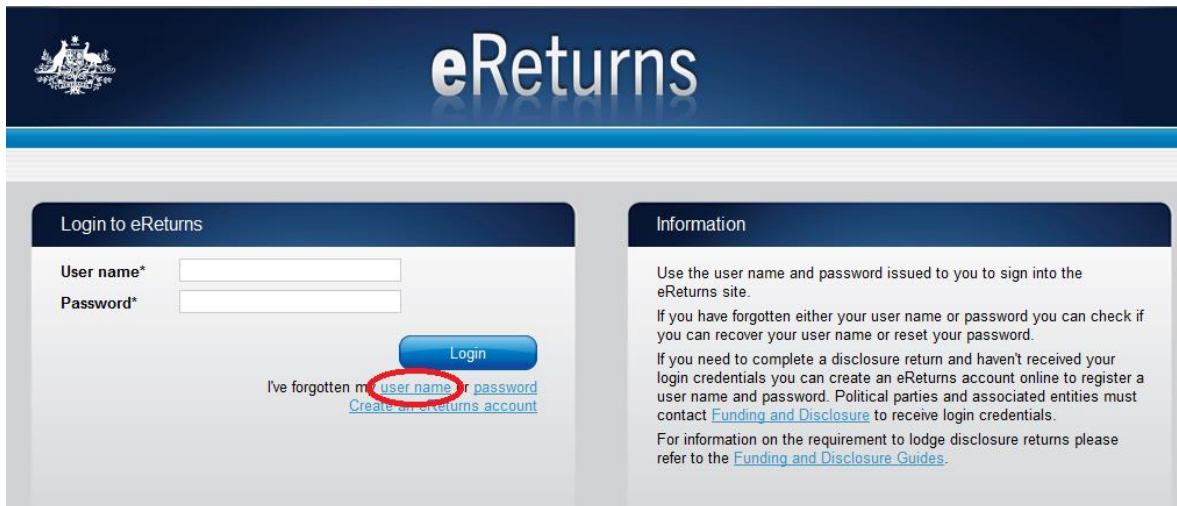 eReturns
Login to eReturns
User name*
Password*
Login
I've forgotten my user name or password
Create an eReturns account
Information
Use the user name and password issued to you to sign into the
eReturns site.
If you have forgotten either your user name or password you can check if
you can recover your user name or reset your password.
If you need to complete a disclosure return and haven't received your
login credentials you can create an eReturns account online to register a
user name and password. Political parties and associated entities must
contact Funding and Disclosure to receive login credentials.
For information on the requirement to lodge disclosure returns please
refer to the Funding and Disclosure Guides.